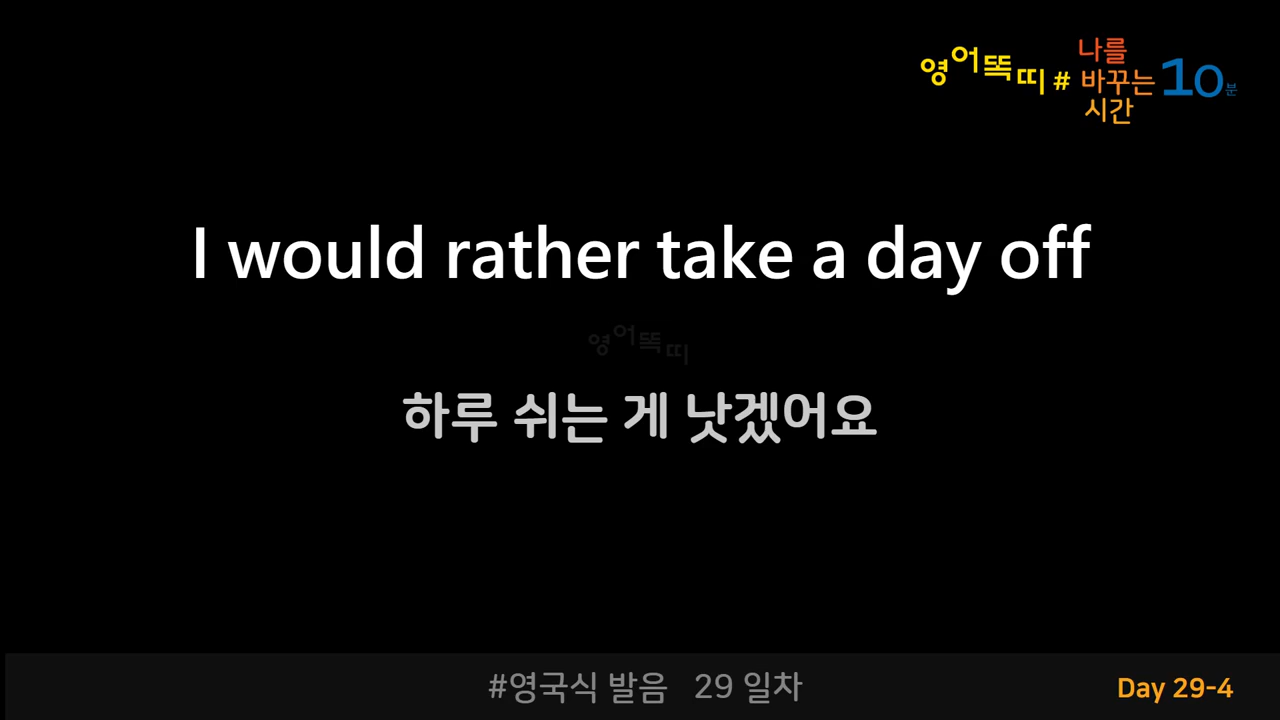 영어똑띠 # 나를 바꾸는 시간 10분
I would rather take a day off
영어똑띠
하루 쉬는 게 낫겠어요
#영국식 발음 29 일차
Day 29-4